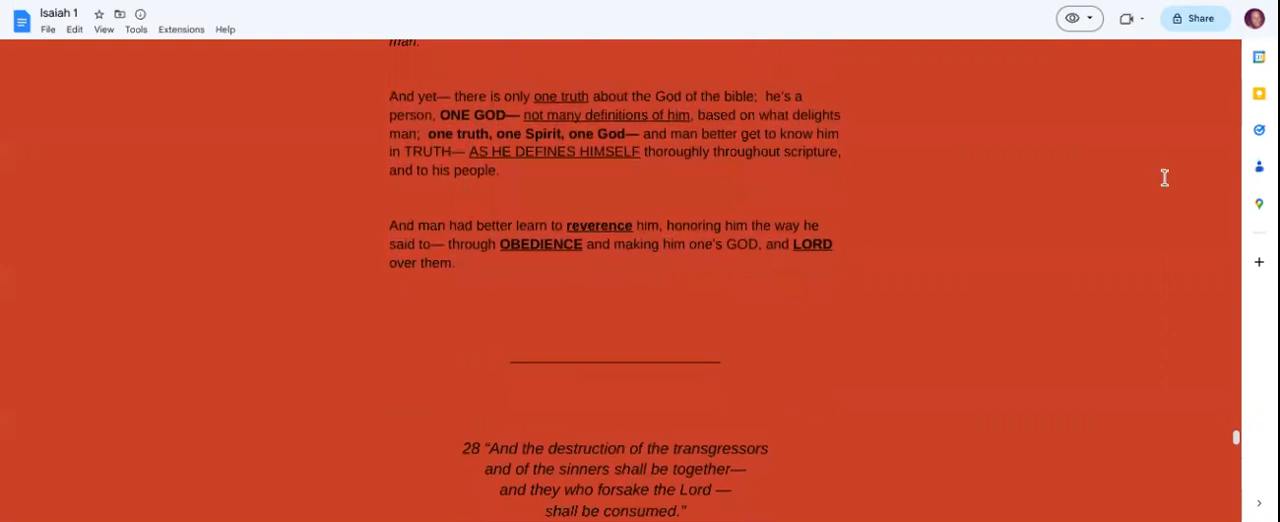 Isaiah 1
File Edit View Tools Extensions Help
Share
man.
And yet— there is only one truth about the God of the bible;  he's a
person, ONE GOD— not many definitions of him, based on what delights
man;  one truth, one Spirit, one God— and man better get to know him
in TRUTH— AS HE DEFINES HIMSELF thoroughly throughout scripture,
and to his people.
And man had better learn to reverence him, honoring him the way he
said to— through OBEDIENCE and making him one's GOD, and LORD
over them.
28 “And the destruction of the transgressors
and of the sinners shall be together—
and they who forsake the Lord —
shall be consumed.”